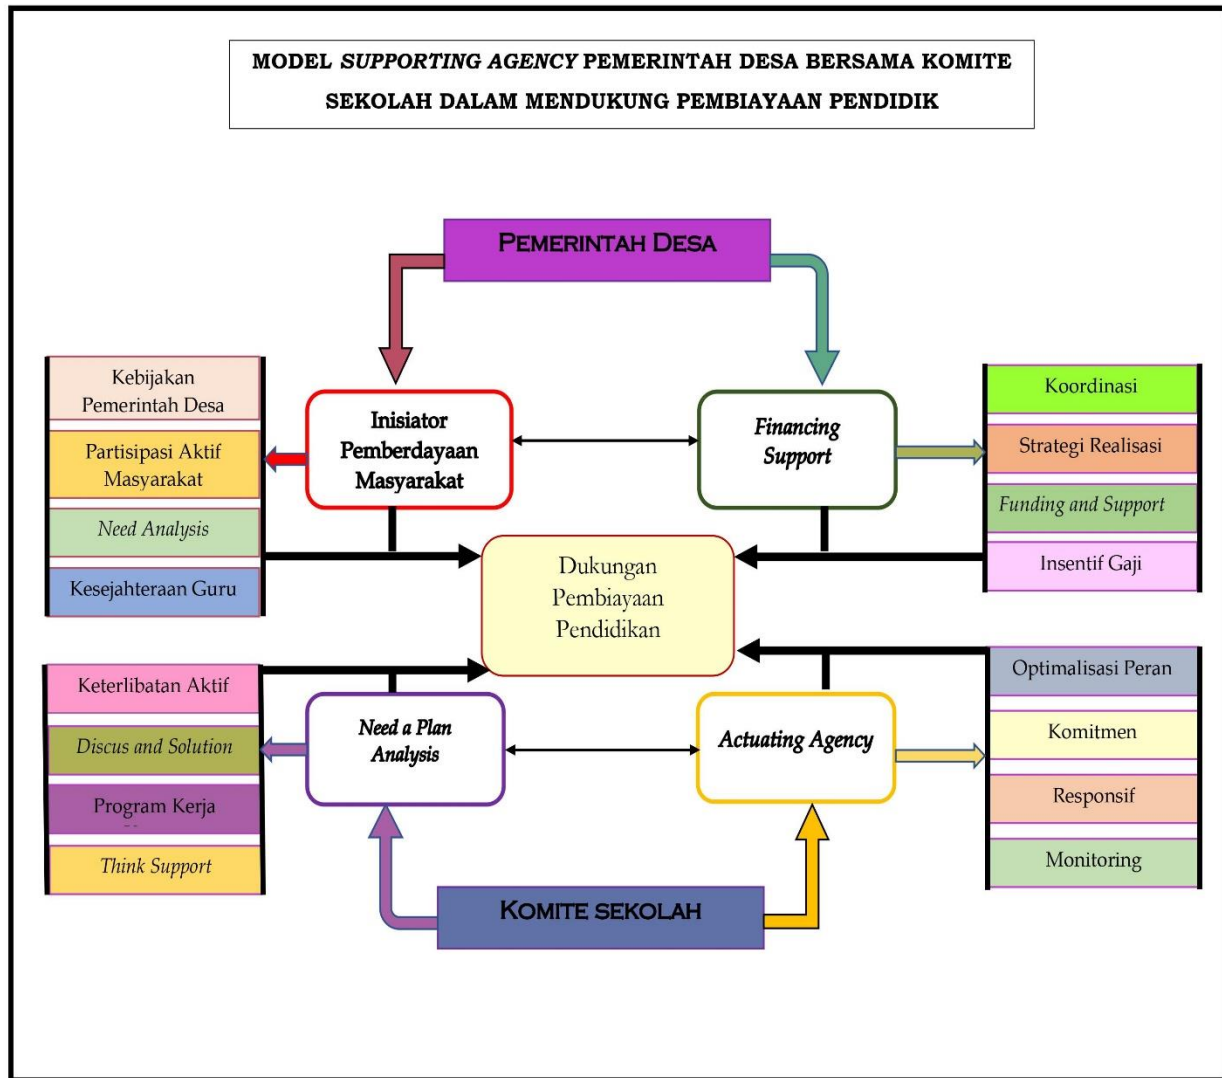 MODEL SUPPORTING AGENCY PEMERINTAH DESA BERSAMA KOMITE
SEKOLAH DALAM MENDUKUNG PEMBIAYAAN PENDIDIK
PEMERINTAH DESA
Kebijakan
Pemerintah Desa
Partisipasi Aktif
Masyarakat
Need Analysis
Kesejahteraan Guru
Inisiator
Pemberdayaan
Masyarakat
Financing
Support
Koordinasi
Strategi Realisasi
Funding and Support
Insentif Gaji
Dukungan
Pembiayaan
Pendidikan
Keterlibatan Aktif
Discus and Solution
Program Kerja
Think Support
Need a Plan
Analysis
Actuating Agency
Optimalisasi Peran
Komitmen
Responsif
Monitoring
KOMITE SEKOLAH